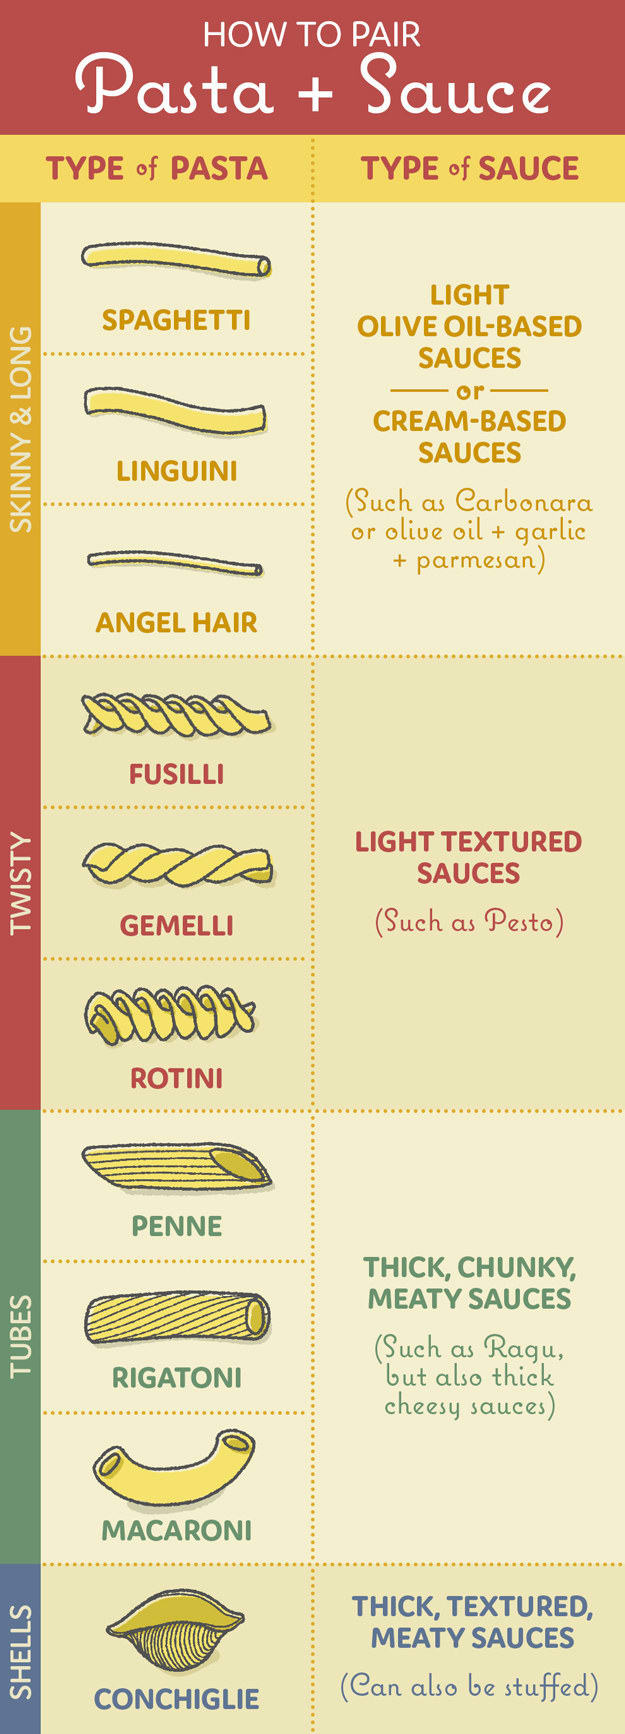 HOW TO PAIR
Pasta + Sauce
TYPE of PASTA
TYPE of SAUCE
SKINNY & LONG
SPAGHETTI
LINGUINI
ANGEL HAIR
LIGHT
OLIVE OIL-BASED
SAUCES
or
CREAM-BASED
SAUCES
(Such as Carbonara
or olive oil + garlic
+ parmesan)
TWISTY
FUSILLI
GEMELLI
ROTINI
LIGHT TEXTURED
SAUCES
(Such as Pesto)
TUBES
PENNE
RIGATONI
MACARONI
THICK, CHUNKY,
MEATY SAUCES
(Such as Ragu,
but also thick
cheesy sauces)
SHELLS
CONCHIGLIE
THICK, TEXTURED,
MEATY SAUCES
(Can also be stuffed)